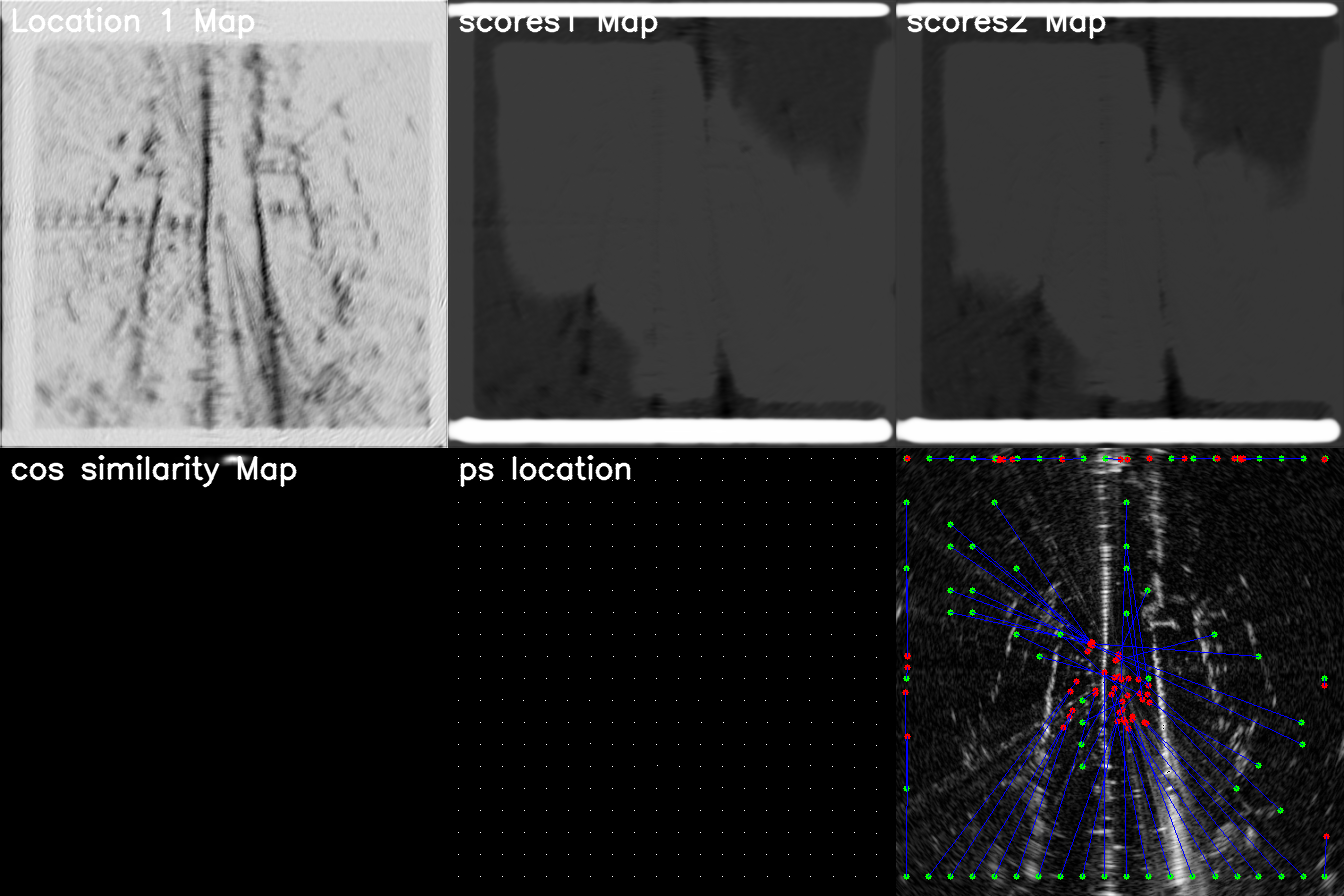 Location 1 Map
scores1 Map
scores2 Map
cos similarity Map
ps location